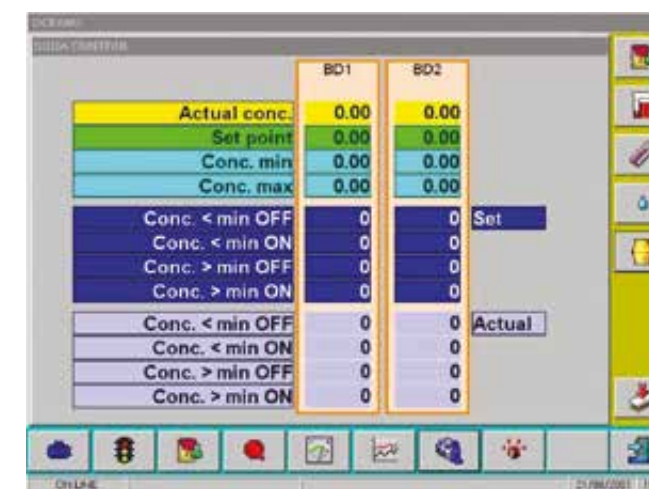 BD1 BD2
Actual conc. 0.00 0.00
Set point 0.00 0.00
Conc. min 0.00 0.00
Conc. max 0.00 0.00
Conc. < min OFF 0 0 Set
Conc. < min ON 0 0
Conc. > min OFF 0 0
Conc. > min ON 0 0
Conc. < min OFF 0 0 Actual
Conc. < min ON 0 0
Conc. > min OFF 0 0
Conc. > min ON 0 0
ON LINE